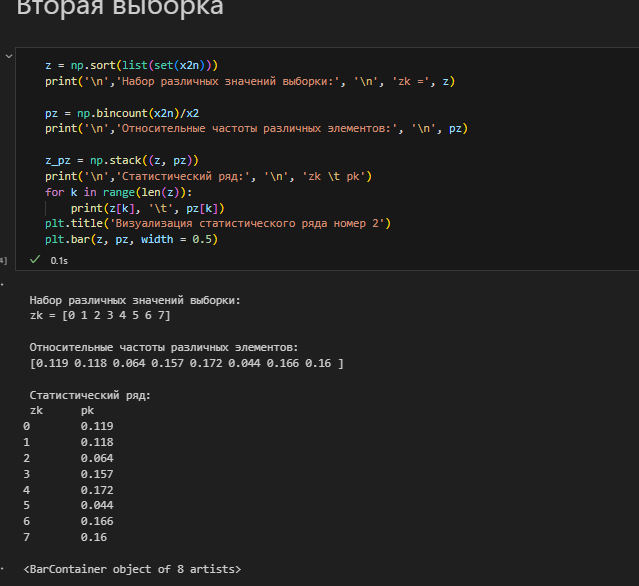 Вторая выборка
z = np.sort(list(set(x2n)))
print('\n','Набор различных значений выборки:', '\n', 'zk =', z)
pz = np.bincount(x2n)/x2
print('\n','Относительные частоты различных элементов:', '\n', pz)
z_pz = np.stack((z, pz))
print('\n','Статистический ряд:', '\n', 'zk \t pk')
for k in range(len(z)):
print(z[k], '\t', pz[k])
plt.title('Визуализация статистического ряда номер 2')
plt.bar(z, pz, width = 0.5)
4] 0.1s
Набор различных значений выборки:
zk = [0 1 2 3 4 5 6 7]
Относительные частоты различных элементов:
[0.119 0.118 0.064 0.157 0.172 0.044 0.166 0.16 ]
Статистический ряд:
zk pk
0 0.119
1 0.118
2 0.064
3 0.157
4 0.172
5 0.044
6 0.166
7 0.16
<BarContainer object of 8 artists>